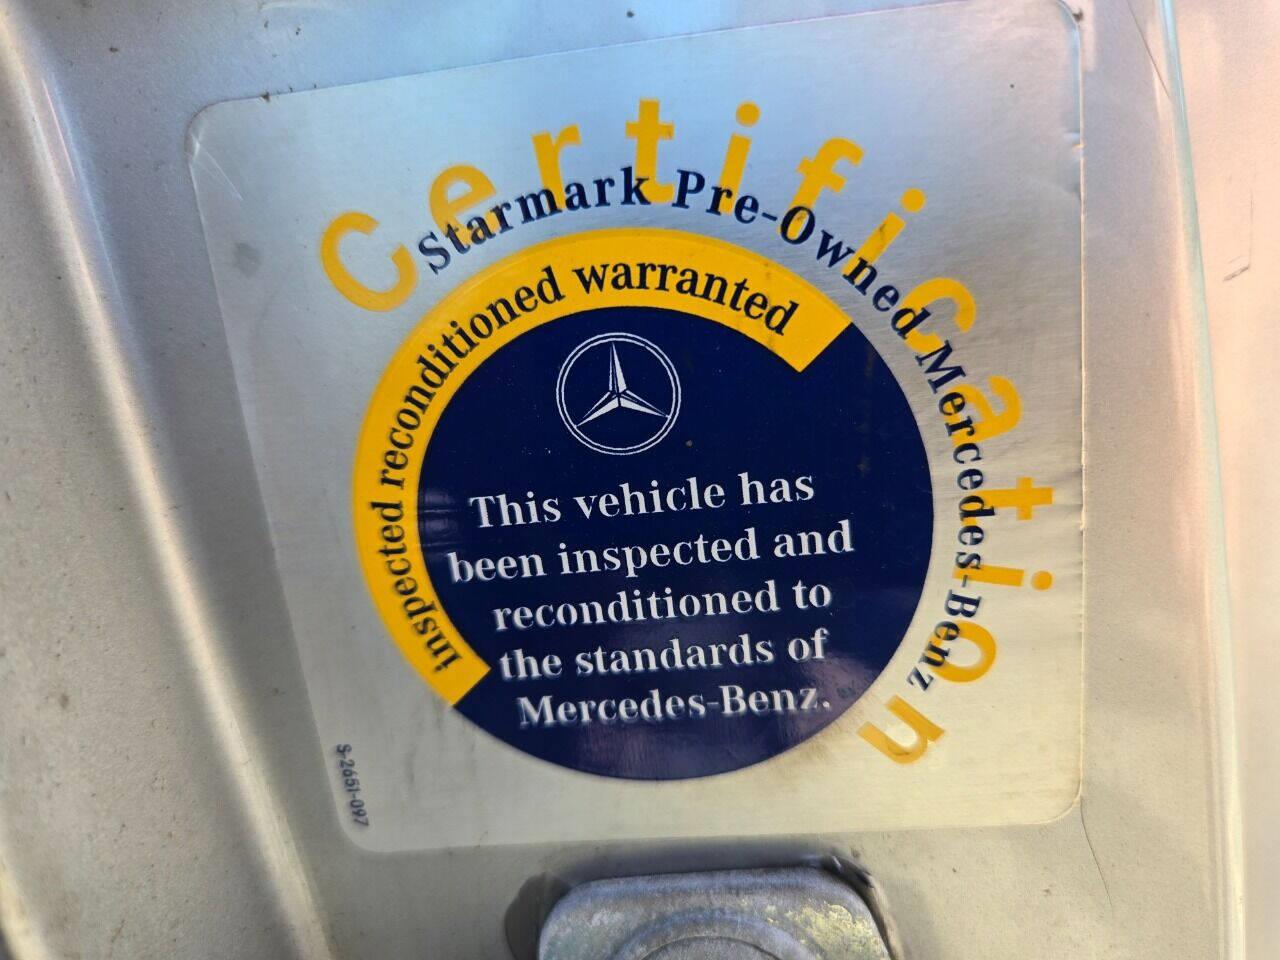 Certification
Starmark Pre-Owned Mercedes-Benz
inspected reconditioned warranted
This vehicle has
been inspected and
reconditioned to
the standards of
Mercedes-Benz.
S-2651-097